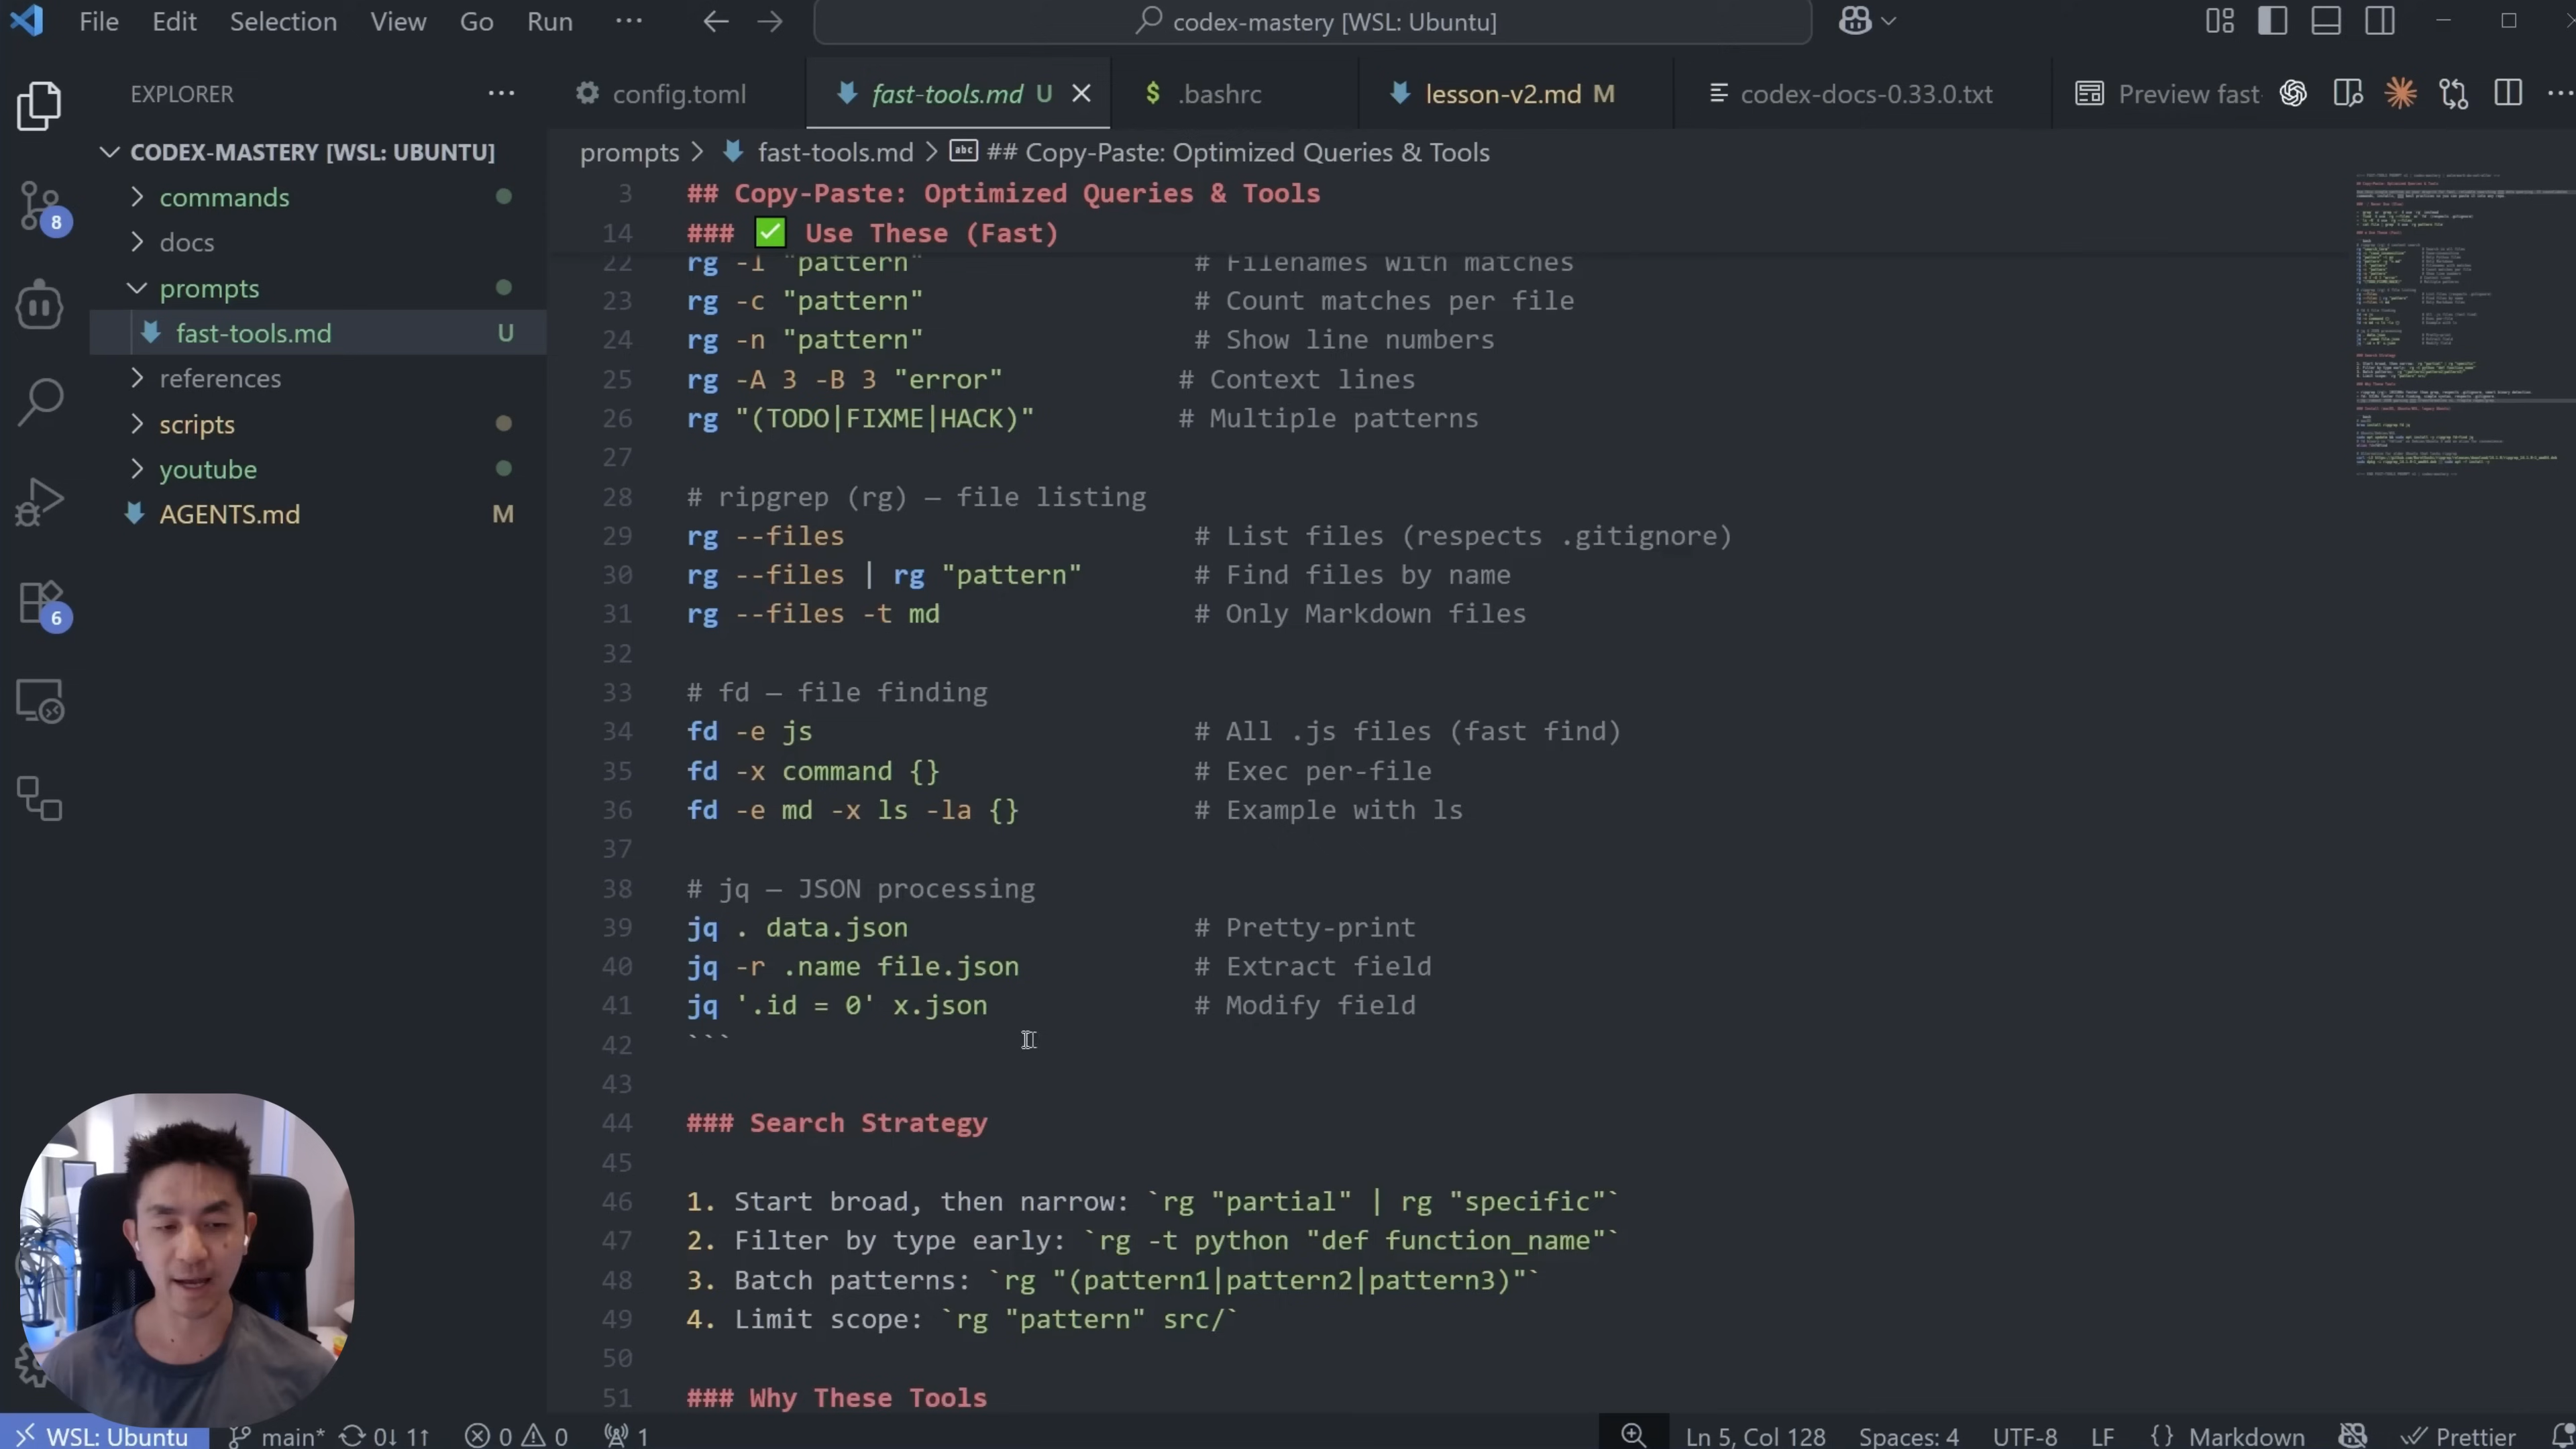 File Edit Selection View Go Run ··· codex-mastery [WSL: Ubuntu]
EXPLORER ···
CODEX-MASTERY [WSL: UBUNTU]
commands
docs
prompts
fast-tools.md U
references
scripts
youtube
AGENTS.md M
8
6
config.toml fast-tools.md U .bashrc lesson-v2.md M codex-docs-0.33.0.txt Preview fast
prompts > fast-tools.md > ## Copy-Paste: Optimized Queries & Tools
3 ## Copy-Paste: Optimized Queries & Tools
14 ### ✅ Use These (Fast)
22 rg -l "pattern" # Filenames with matches
23 rg -c "pattern" # Count matches per file
24 rg -n "pattern" # Show line numbers
25 rg -A 3 -B 3 "error" # Context lines
26 rg "(TODO|FIXME|HACK)" # Multiple patterns
27
28 # ripgrep (rg) – file listing
29 rg --files # List files (respects .gitignore)
30 rg --files | rg "pattern" # Find files by name
31 rg --files -t md # Only Markdown files
32
33 # fd – file finding
34 fd -e js # All .js files (fast find)
35 fd -x command {} # Exec per-file
36 fd -e md -x ls -la {} # Example with ls
37
38 # jq – JSON processing
39 jq . data.json # Pretty-print
40 jq -r .name file.json # Extract field
41 jq '.id = 0' x.json # Modify field
42 ```
43
44 ### Search Strategy
45
46 1. Start broad, then narrow: `rg "partial" | rg "specific"`
47 2. Filter by type early: `rg -t python "def function_name"`
48 3. Batch patterns: `rg "(pattern1|pattern2|pattern3)"`
49 4. Limit scope: `rg "pattern" src/`
50
51 ### Why These Tools
WSL: Ubuntu main* 0↓ 1↑ 0 0 1 Ln 5, Col 128 Spaces: 4 UTF-8 LF {} Markdown Prettier